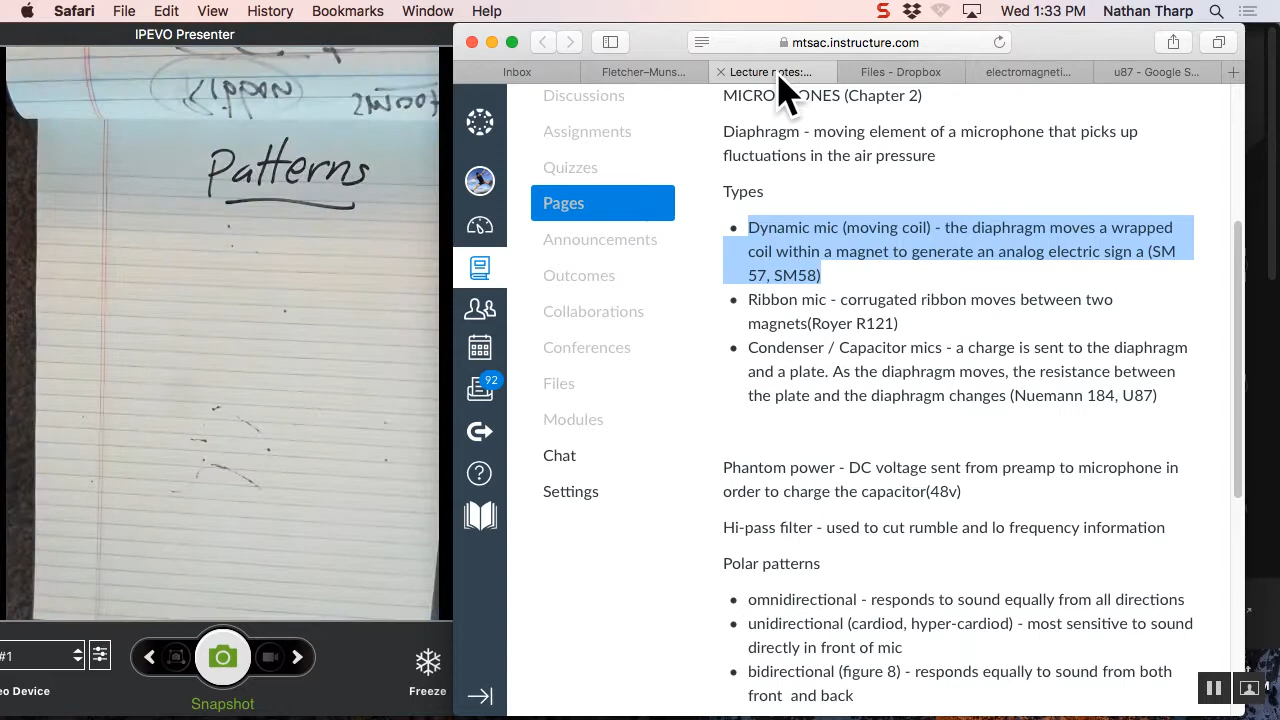 Safari File Edit View History Bookmarks Window Help
Wed 1:33 PM Nathan Tharp
IPEVO Presenter
mtsac.instructure.com
Inbox
Fletcher–Muns...
Lecture notes:...
Files - Dropbox
electromagneti...
u87 - Google S...
Patterns
#1
eo Device
Snapshot
Freeze
92
Discussions
Assignments
Quizzes
Pages
Announcements
Outcomes
Collaborations
Conferences
Files
Modules
Chat
Settings
(Chapter 2)
Diaphragm - moving element of a microphone that picks up
fluctuations in the air pressure
Types
Dynamic mic (moving coil) - the diaphragm moves a wrapped
coil within a magnet to generate an analog electric sign a (SM
57, SM58)
Ribbon mic - corrugated ribbon moves between two
magnets(Royer R121)
Condenser / Capacitor mics - a charge is sent to the diaphragm
and a plate. As the diaphragm moves, the resistance between
the plate and the diaphragm changes (Nuemann 184, U87)
Phantom power - DC voltage sent from preamp to microphone in
order to charge the capacitor(48v)
Hi-pass filter - used to cut rumble and lo frequency information
Polar patterns
omnidirectional - responds to sound equally from all directions
unidirectional (cardiod, hyper-cardiod) - most sensitive to sound
directly in front of mic
bidirectional (figure 8) - responds equally to sound from both
front and back